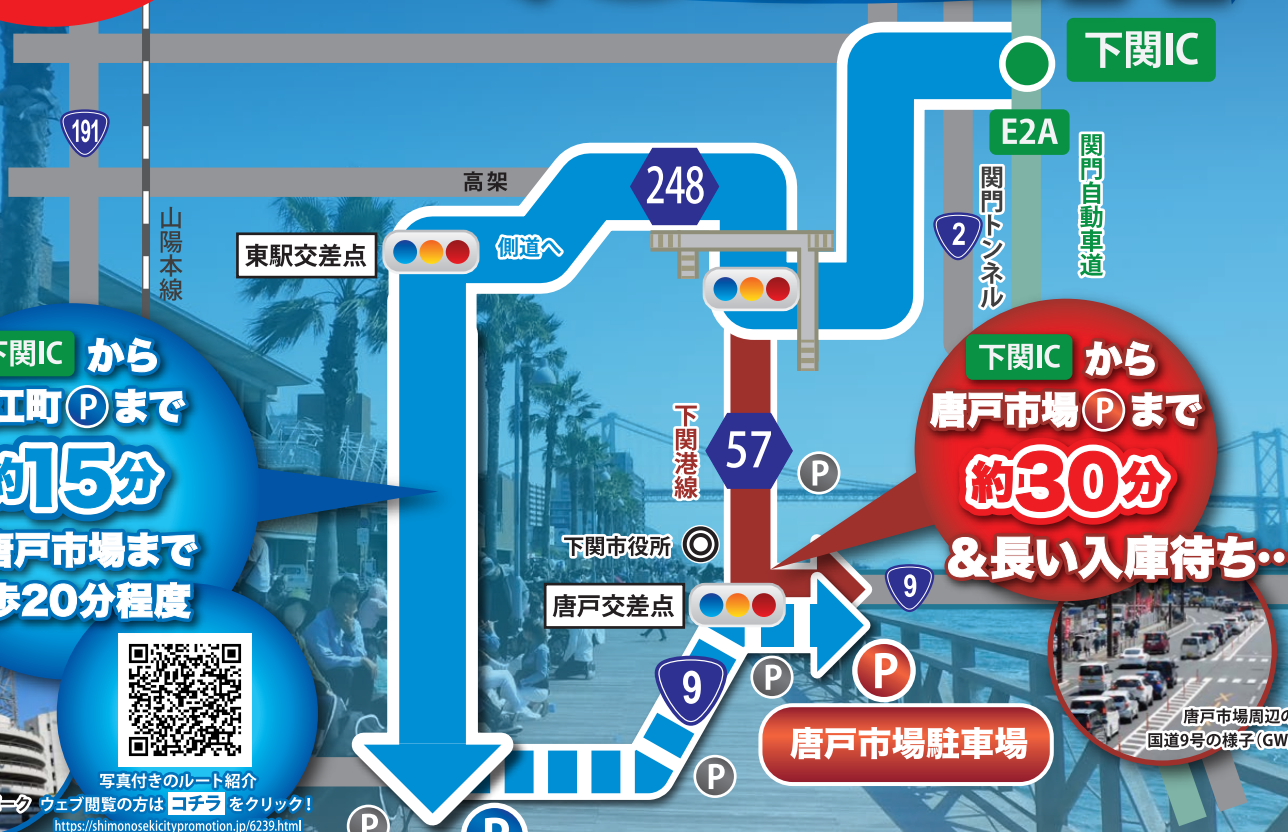 下関IC
E2A
関門自動車道
関門トンネル
2
191
山陽本線
高架
248
東駅交差点
側道へ
下関IC から
江町Pまで
約15分
唐戸市場まで
歩20分程度
下関港線
57
P
下関IC から
唐戸市場Pまで
約30分
&長い入庫待ち…
下関市役所
唐戸交差点
9
9
P
P
唐戸市場駐車場
P
P
P
唐戸市場周辺の
国道9号の様子(GW
写真付きのルート紹介
ーク ウェブ閲覧の方は コチラ をクリック!
https://shimonosekicitypromotion.jp/6239.html